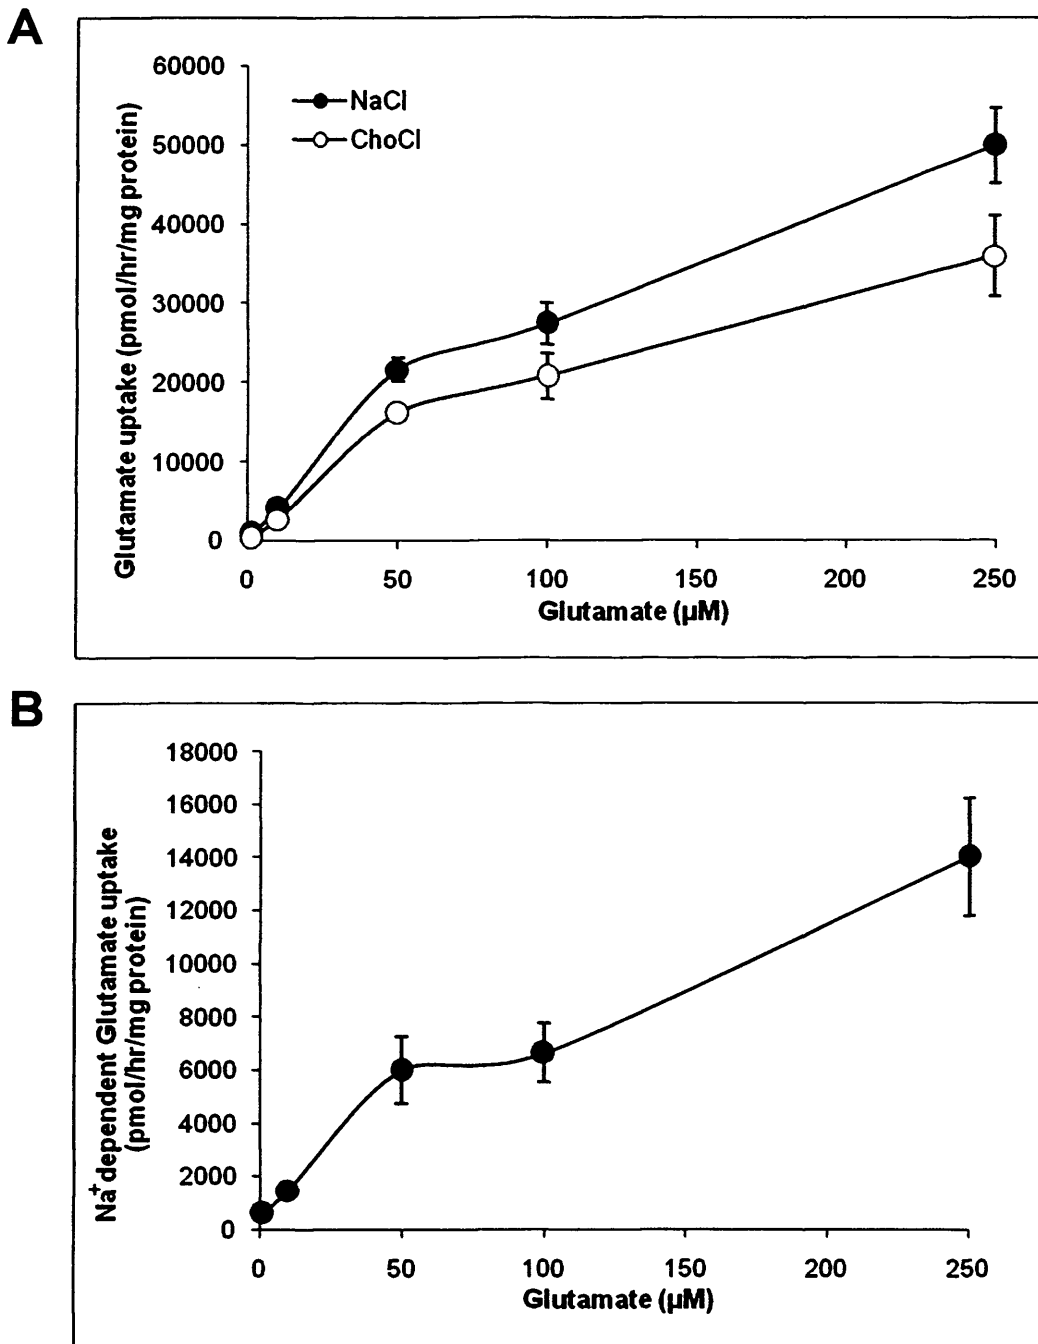 A
60000
50000
40000
30000
20000
10000
0
NaCl
ChoCl
Glutamate uptake (pmol/hr/mg protein)
0 50 100 150 200 250
Glutamate (µM)
B
18000
16000
14000
12000
10000
8000
6000
4000
2000
0
Na+dependent Glutamate uptake
(pmol/hr/mg protein)
0 50 100 150 200 250
Glutamate (µM)